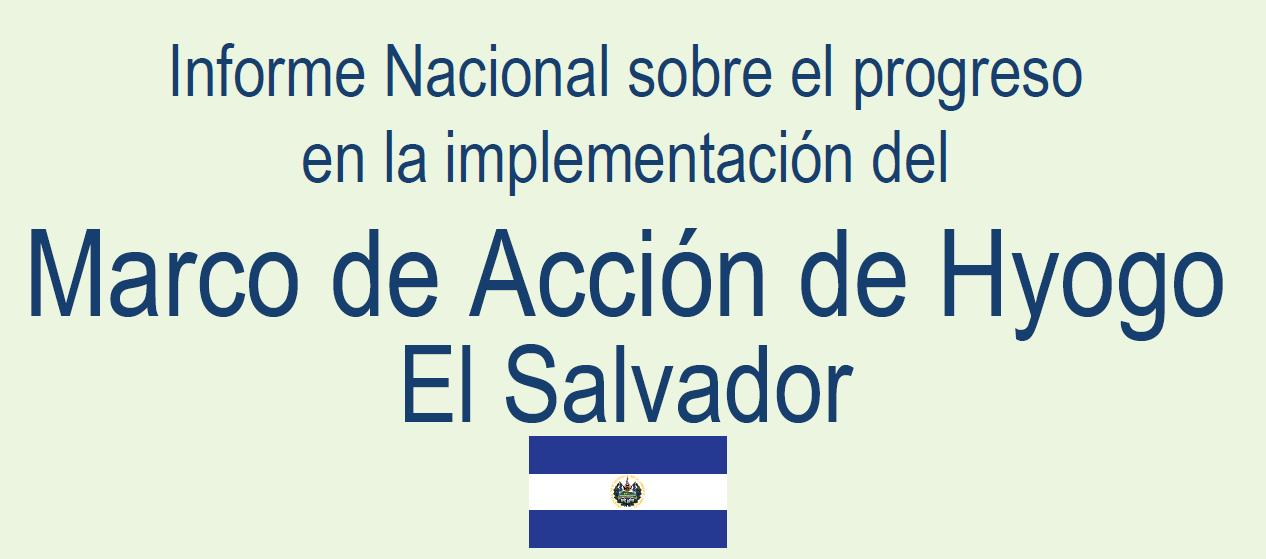 Informe Nacional sobre el progreso
en la implementación del
Marco de Acción de Hyogo
El Salvador